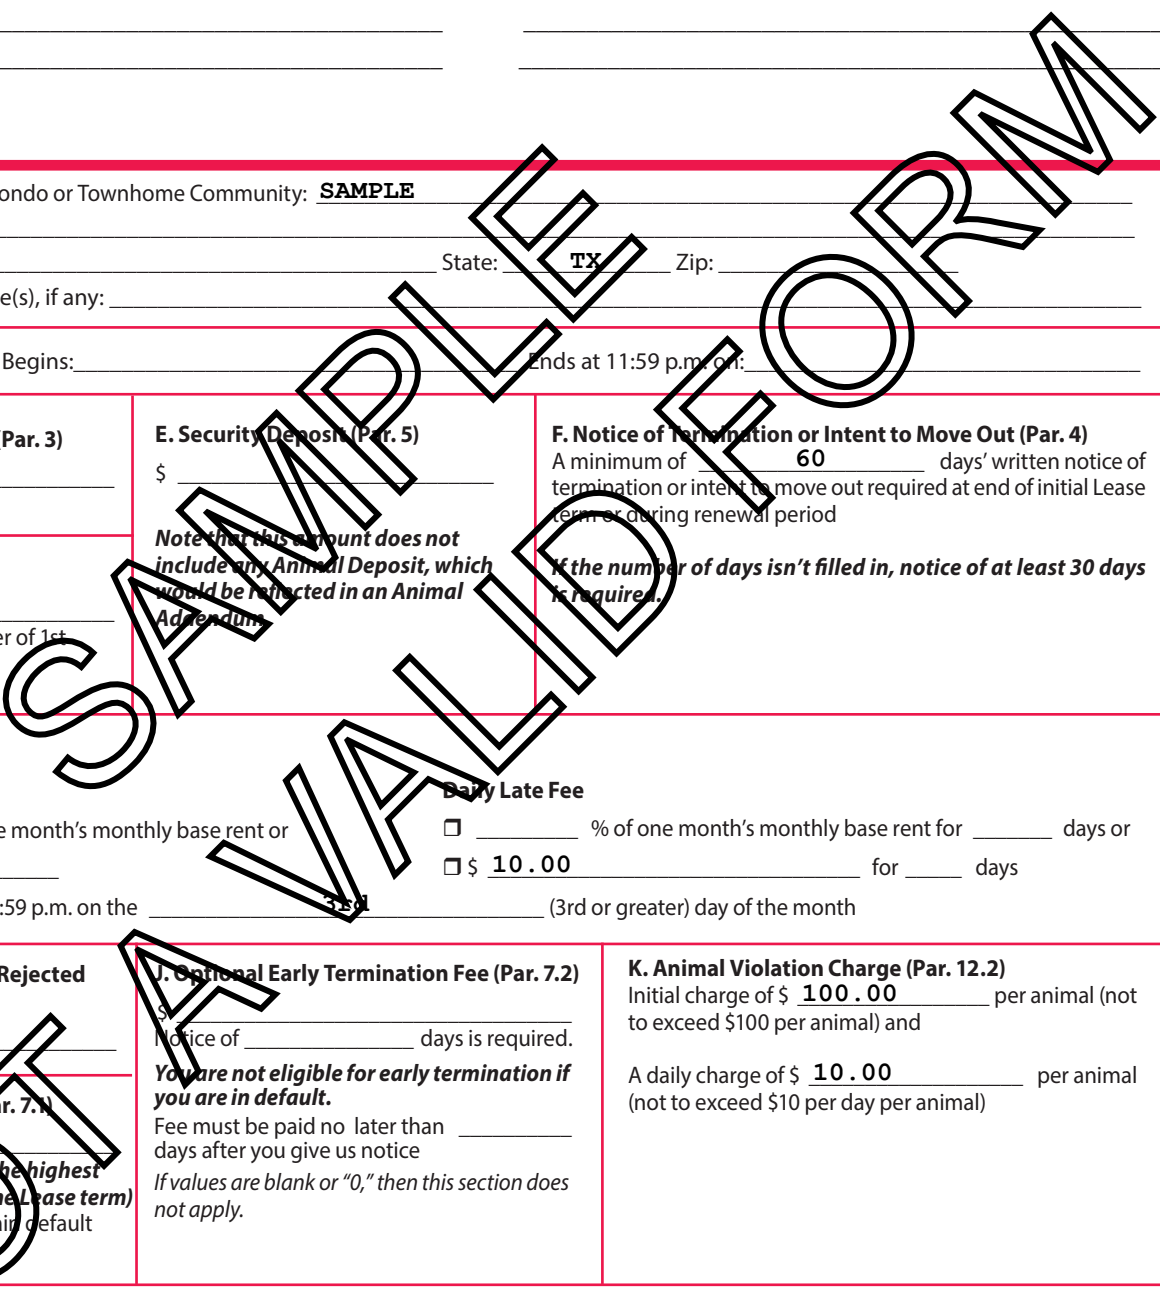 ondo or Townhome Community: SAMPLE
State: TX Zip:
e(s), if any:
Begins: Ends at 11:59 p.m. on:
(Par. 3)
E. Security Deposit (Par. 5)
$
Note that this amount does not
include any Animal Deposit, which
would be reflected in an Animal
Addendum.
F. Notice of Termination or Intent to Move Out (Par. 4)
A minimum of 60 days’ written notice of
termination or intent to move out required at end of initial Lease
term or during renewal period
If the number of days isn’t filled in, notice of at least 30 days
is required.
er of 1st
Daily Late Fee
e month’s monthly base rent or
❒ % of one month’s monthly base rent for days or
❒ $ 10.00 for days
:59 p.m. on the 3rd (3rd or greater) day of the month
Rejected
r. 7.1)
he highest
he Lease term)
in default
J. Optional Early Termination Fee (Par. 7.2)
$
Notice of days is required.
You are not eligible for early termination if
you are in default.
Fee must be paid no later than
days after you give us notice
If values are blank or “0,” then this section does
not apply.
K. Animal Violation Charge (Par. 12.2)
Initial charge of $ 100.00 per animal (not
to exceed $100 per animal) and
A daily charge of $ 10.00 per animal
(not to exceed $10 per day per animal)
SAMPLE
OT A VALID FORM